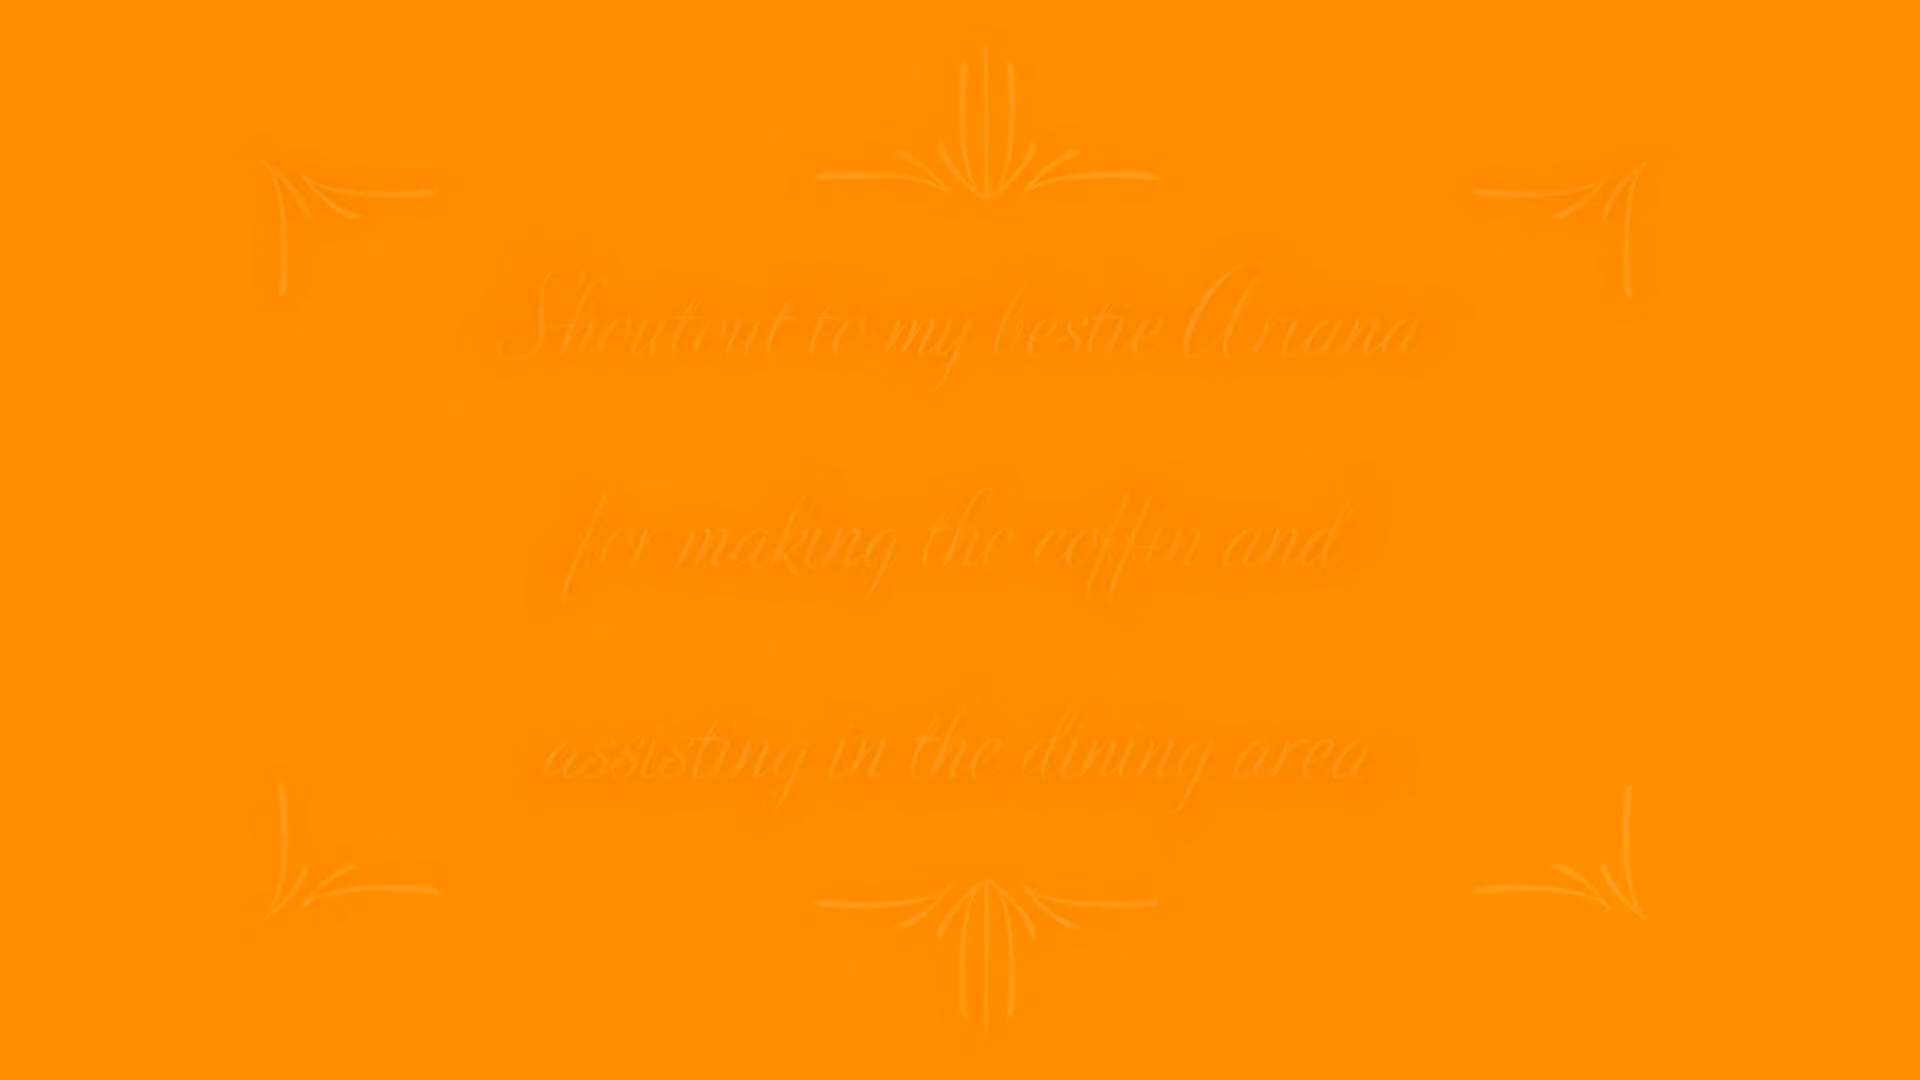 Shoutout to my bestie Ariana
for making the coffin and
assisting in the dining area